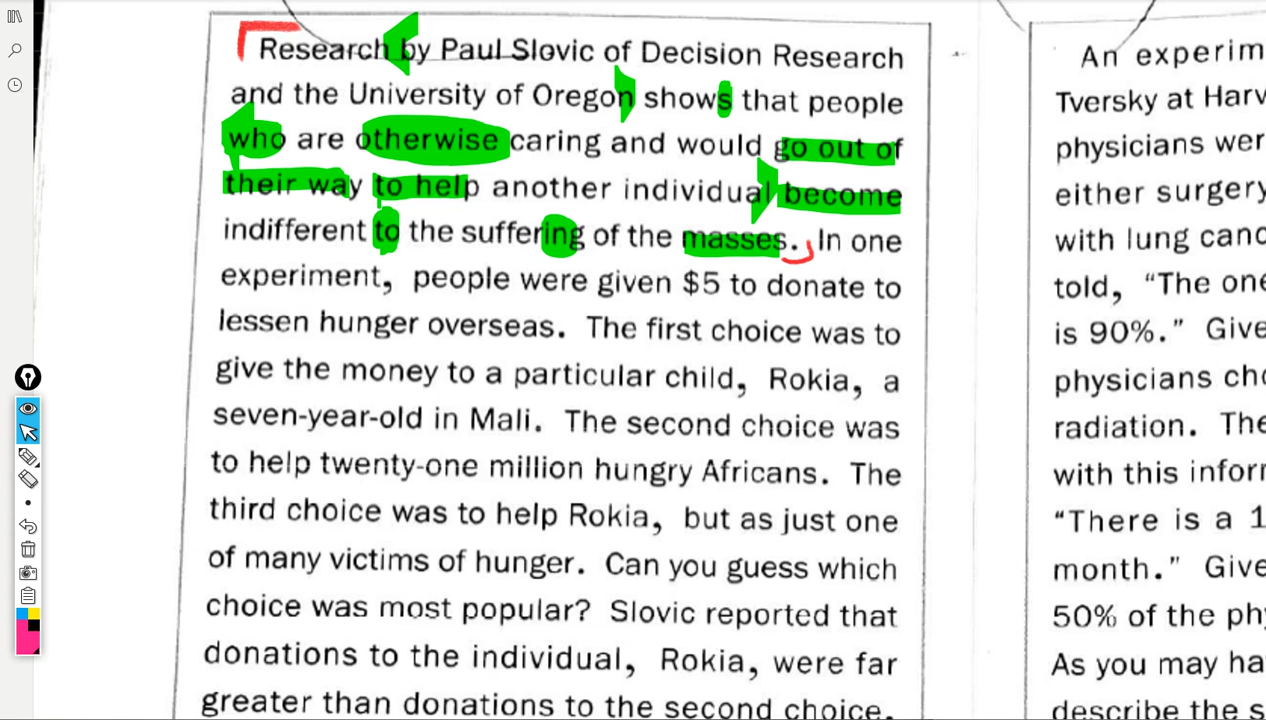 Research by Paul Slovic of Decision Research
and the University of Oregon shows that people
who are otherwise caring and would go out of
their way to help another individual become
indifferent to the suffering of the masses. In one
experiment, people were given $5 to donate to
lessen hunger overseas. The first choice was to
give the money to a particular child, Rokia, a
seven-year-old in Mali. The second choice was
to help twenty-one million hungry Africans. The
third choice was to help Rokia, but as just one
of many victims of hunger. Can you guess which
choice was most popular? Slovic reported that
donations to the individual, Rokia, were far
greater than donations to the second choice,
An experim
Tversky at Harv
physicians wer
either surgery
with lung canc
told, “The one
is 90%.” Give
physicians cho
radiation. The
with this infor
“There is a 1
month.” Give
50% of the phy
As you may ha
describe the s